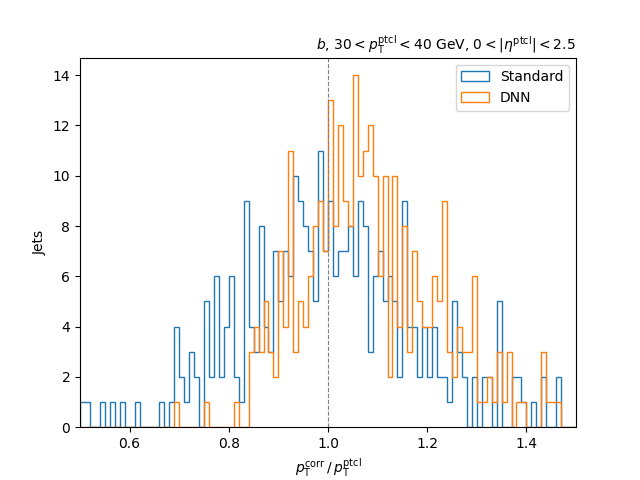 b, 30 < p_T^ptcl < 40 GeV, 0 < |η^ptcl| < 2.5
Standard
DNN
14
12
10
8
6
4
2
0
Jets
0.6 0.8 1.0 1.2 1.4
p_T^corr / p_T^ptcl